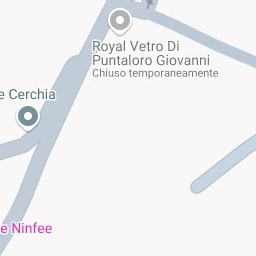 Royal Vetro Di
Puntaloro Giovanni
Chiuso temporaneamente
e Cerchia
e Ninfee